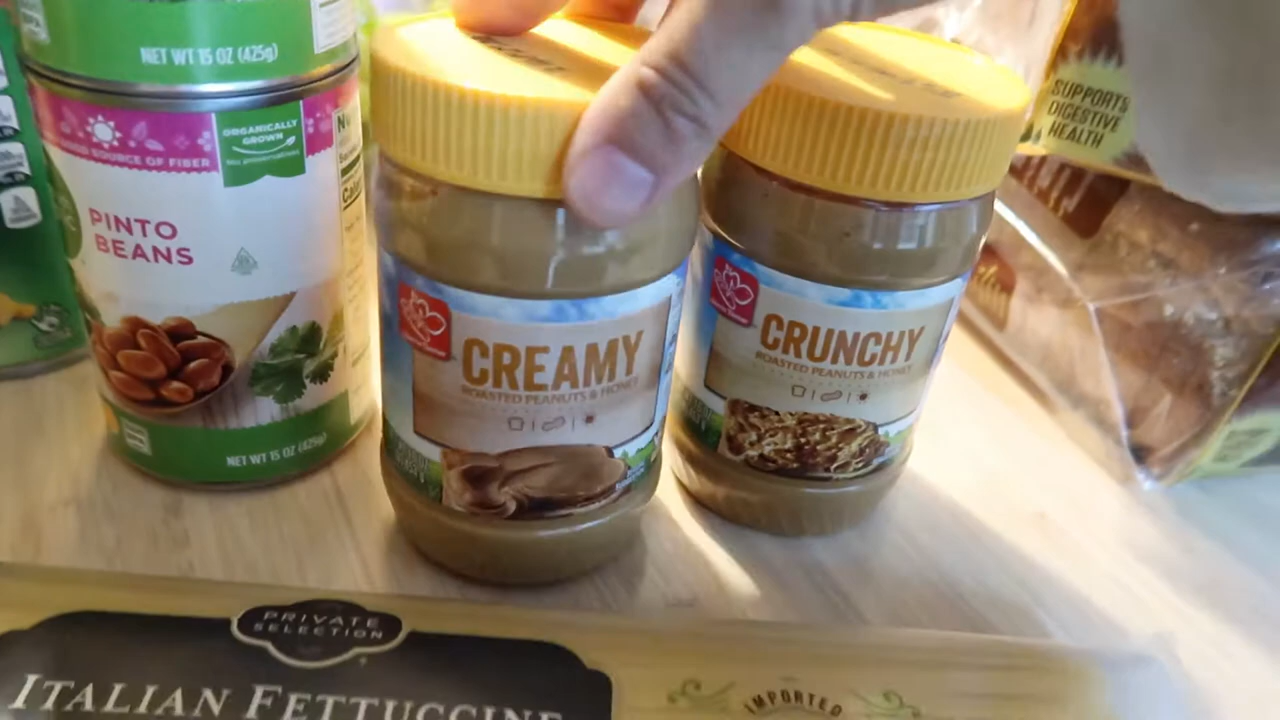 NET WT 15 OZ (425g)
GOOD SOURCE OF FIBER
ORGANICALLY
GROWN
PINTO
BEANS
NET WT 15 OZ (425g)
CREAMY
ROASTED PEANUTS & HONEY
CRUNCHY
ROASTED PEANUTS & HONEY
SUPPORTS
DIGESTIVE
HEALTH
PRIVATE
SELECTION
ITALIAN FETTUCCINE
IMPORTED